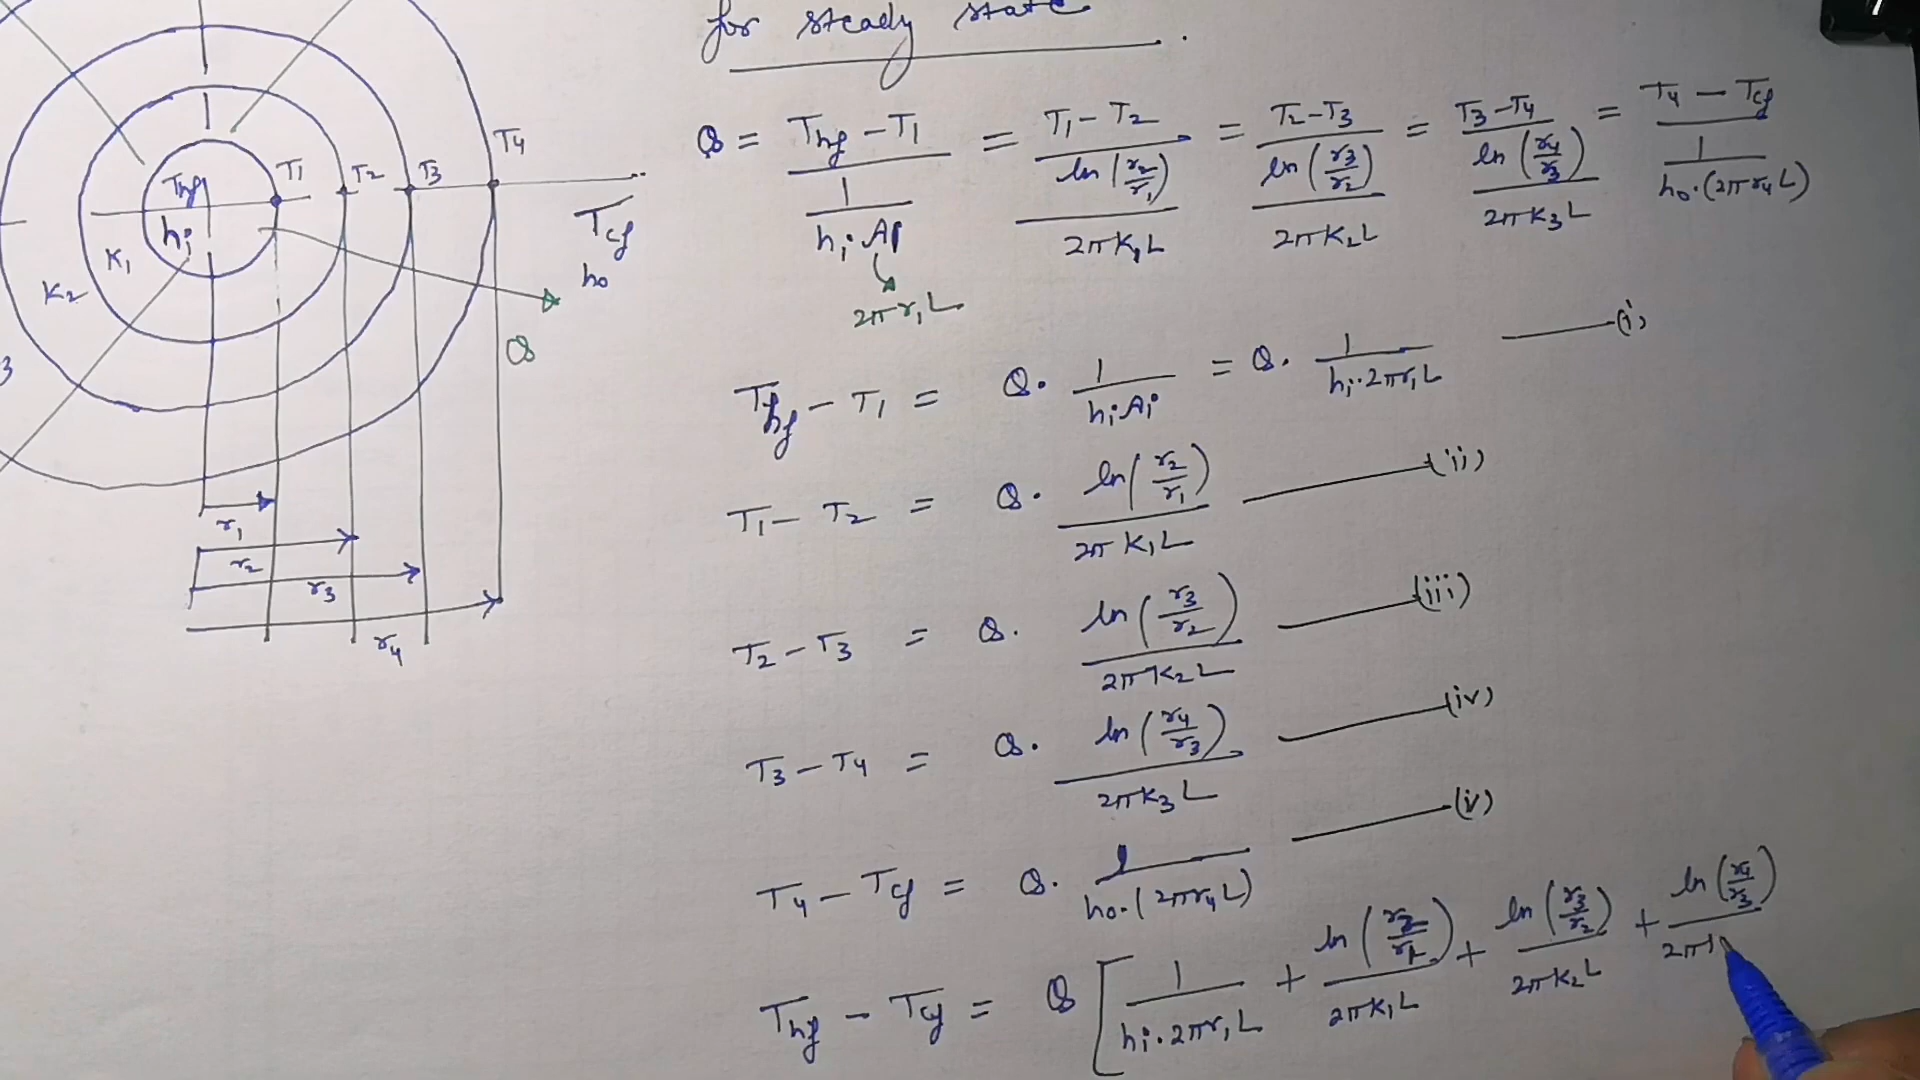 for steady state
Q = (Thf - T1) / (1 / (hi · Ai)) = (T1 - T2) / (ln(r2/r1) / (2πK1L)) = (T2 - T3) / (ln(r3/r2) / (2πK2L)) = (T3 - T4) / (ln(r4/r3) / (2πK3L)) = (T4 - Tcf) / (1 / (ho · (2πr4L)))
2πr1L
Thf - T1 = Q · 1 / (hi Ai) = Q · 1 / (hi · 2πr1L) — (i)
T1 - T2 = Q · ln(r2/r1) / (2πK1L) — (ii)
T2 - T3 = Q · ln(r3/r2) / (2πK2L) — (iii)
T3 - T4 = Q · ln(r4/r3) / (2πK3L) — (iv)
T4 - Tcf = Q · 1 / (ho · (2πr4L)) — (v)
Thf - Tcf = Q [ 1 / (hi · 2πr1L) + ln(r2/r1) / (2πK1L) + ln(r3/r2) / (2πK2L) + ln(r4/r3) / 2π
T4
Thf T1 T2 T3
hi
Tcf
ho
K1
K2
3
Q
r1
r2
r3
r4